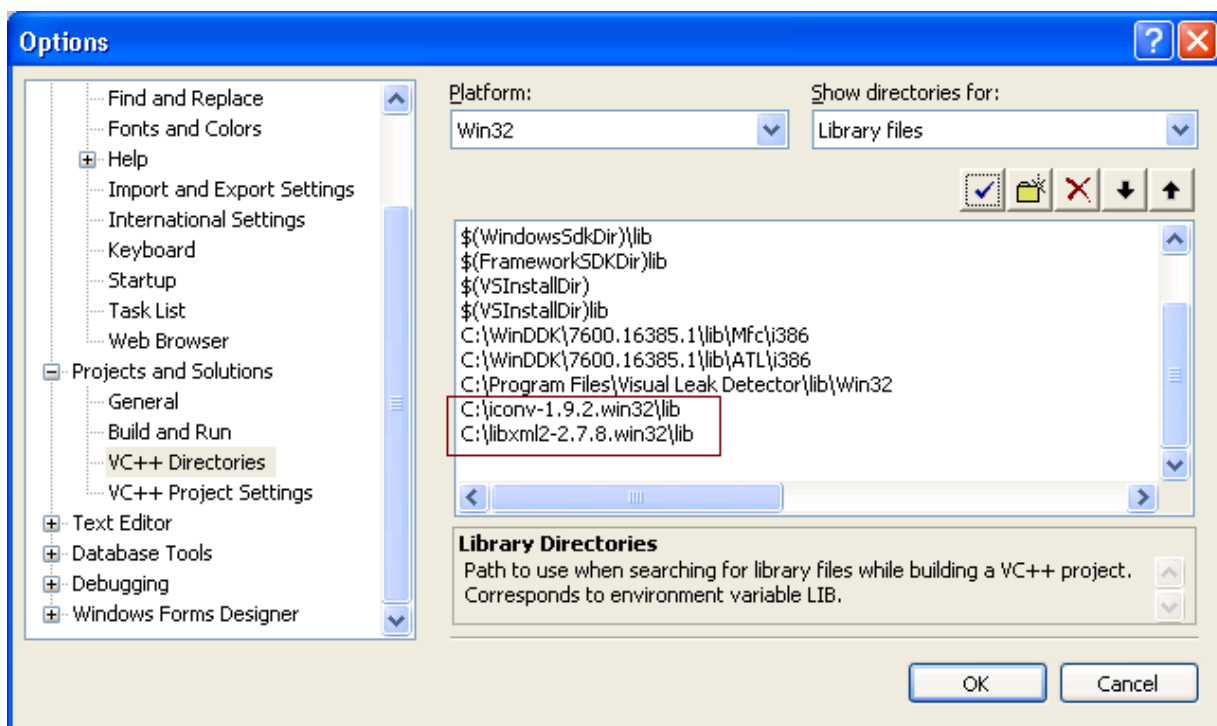 Options
Find and Replace
Fonts and Colors
Help
Import and Export Settings
International Settings
Keyboard
Startup
Task List
Web Browser
Projects and Solutions
General
Build and Run
VC++ Directories
VC++ Project Settings
Text Editor
Database Tools
Debugging
Windows Forms Designer
Platform:
Win32
Show directories for:
Library files
$(WindowsSdkDir)\lib
$(FrameworkSDKDir)lib
$(VSInstallDir)
$(VSInstallDir)lib
C:\WinDDK\7600.16385.1\lib\Mfc\i386
C:\WinDDK\7600.16385.1\lib\ATL\i386
C:\Program Files\Visual Leak Detector\lib\Win32
C:\iconv-1.9.2.win32\lib
C:\libxml2-2.7.8.win32\lib
Library Directories
Path to use when searching for library files while building a VC++ project.
Corresponds to environment variable LIB.
OK
Cancel